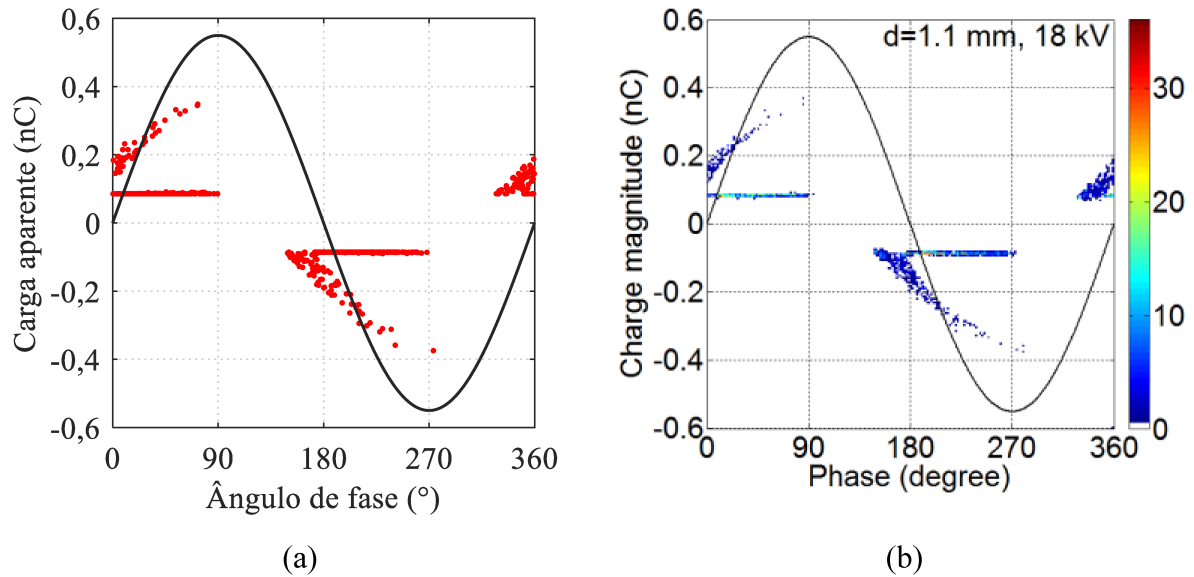 Carga aparente (nC)
0,6
0,4
0,2
0
-0,2
-0,4
-0,6
0 90 180 270 360
Ângulo de fase (°)
(a)
d=1.1 mm, 18 kV
Charge magnitude (nC)
0.6
0.4
0.2
0
-0.2
-0.4
-0.6
0 90 180 270 360
Phase (degree)
30
20
10
0
(b)